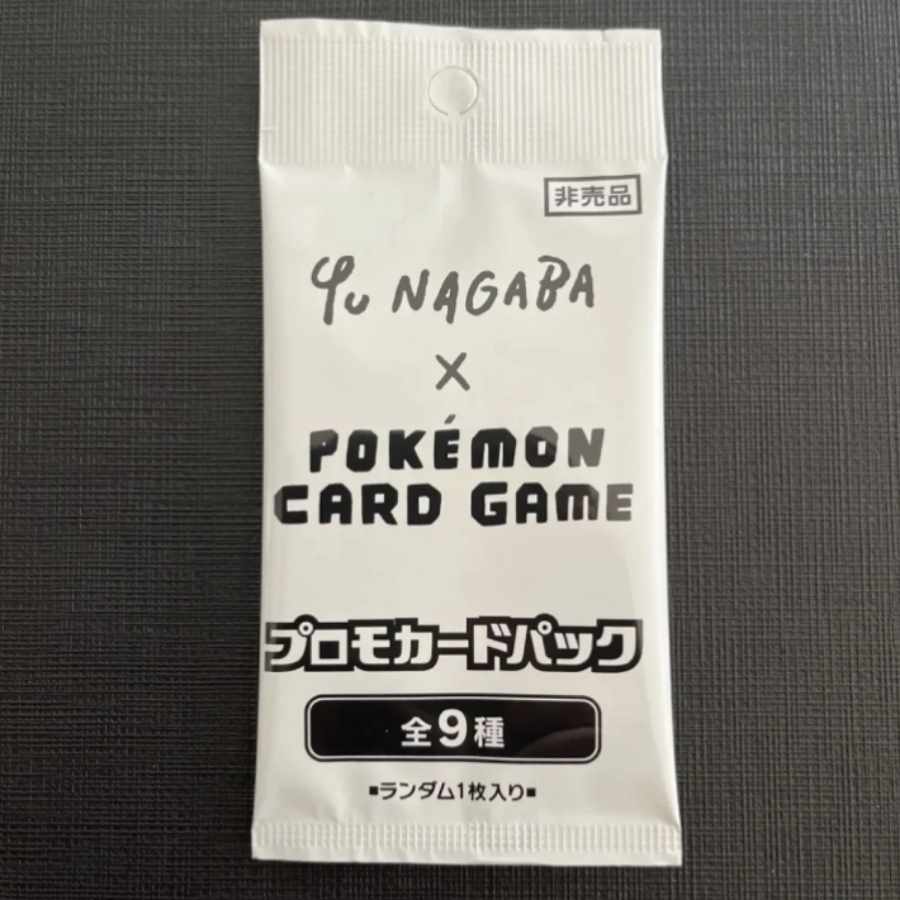 非売品
Yu NAGABA
×
POKÉMON
CARD GAME
プロモカードパック
全9種
■ランダム1枚入り■